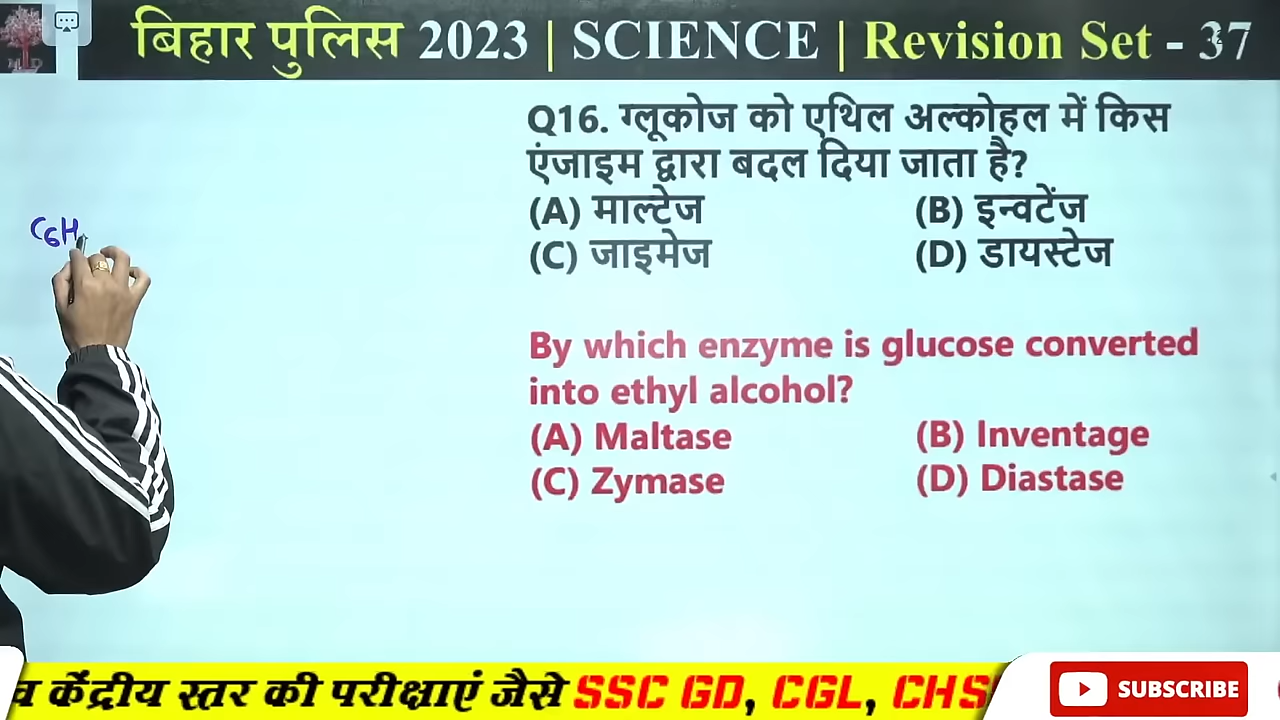 बिहार पुलिस 2023 | SCIENCE | Revision Set - 37
Q16. ग्लूकोज को एथिल अल्कोहल में किस
एंजाइम द्वारा बदल दिया जाता है?
(A) माल्टेज (B) इन्वटेंज
(C) जाइमेज (D) डायस्टेज
C6H
By which enzyme is glucose converted
into ethyl alcohol?
(A) Maltase (B) Inventage
(C) Zymase (D) Diastase
व केंद्रीय स्तर की परीक्षाएं जैसे SSC GD, CGL, CHS
SUBSCRIBE